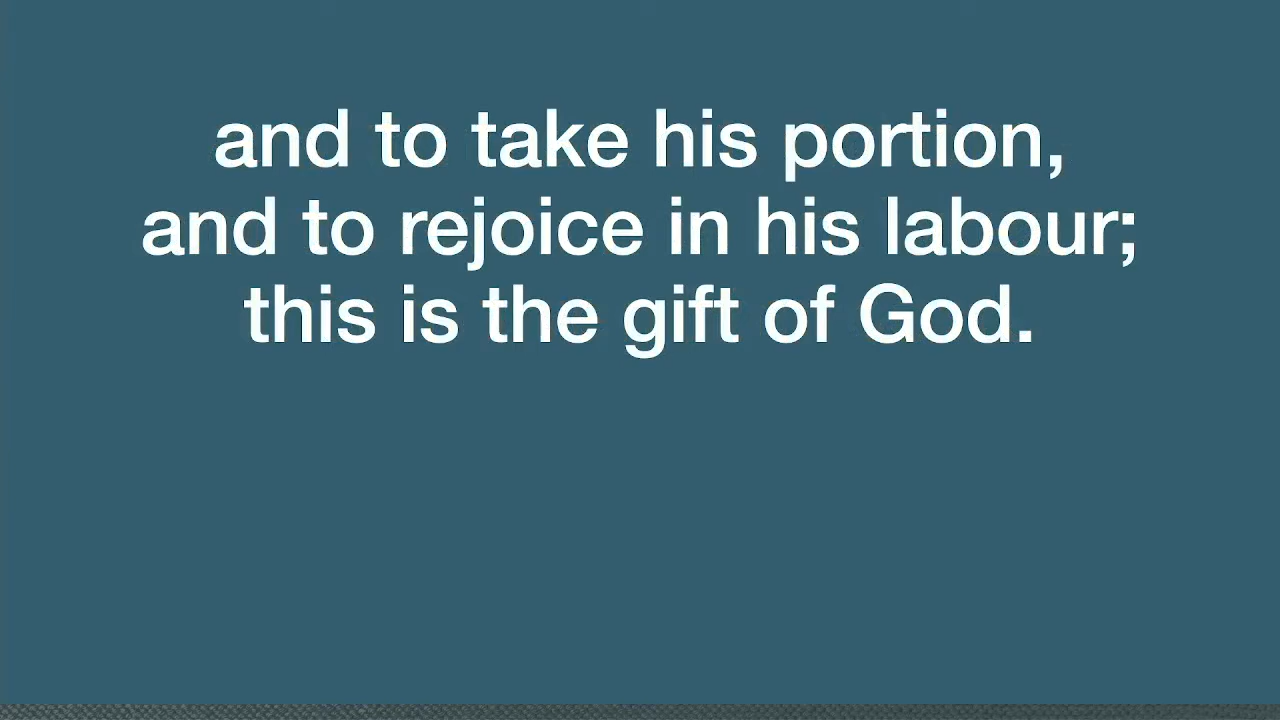 and to take his portion,
and to rejoice in his labour;
this is the gift of God.